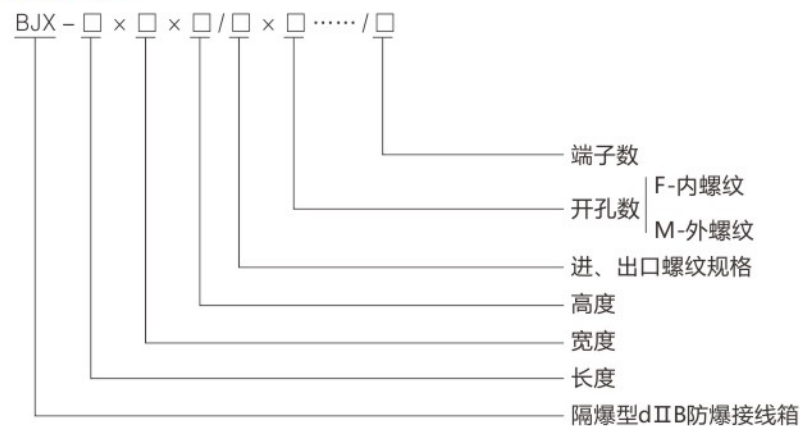 BJX – □ × □ × □ / □ × □ ······ / □
端子数
F-内螺纹
开孔数
M-外螺纹
进、出口螺纹规格
高度
宽度
长度
隔爆型dⅡB防爆接线箱